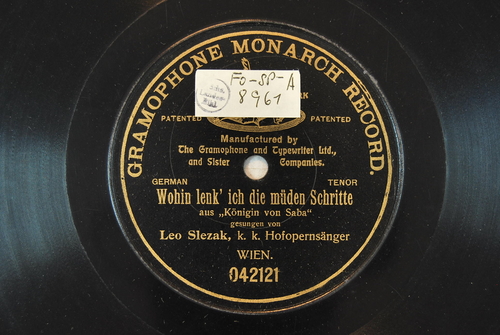 GRAMOPHONE MONARCH RECORD.
FO-SP-A
8961
RK
PATENTED PATENTED
Manufactured by
The Gramophone and Typewriter Ltd.,
and Sister Companies.
GERMAN TENOR
Wohin lenk' ich die müden Schritte
aus „Königin von Saba"
gesungen von
Leo Slezak, k. k. Hofopernsänger
WIEN.
042121